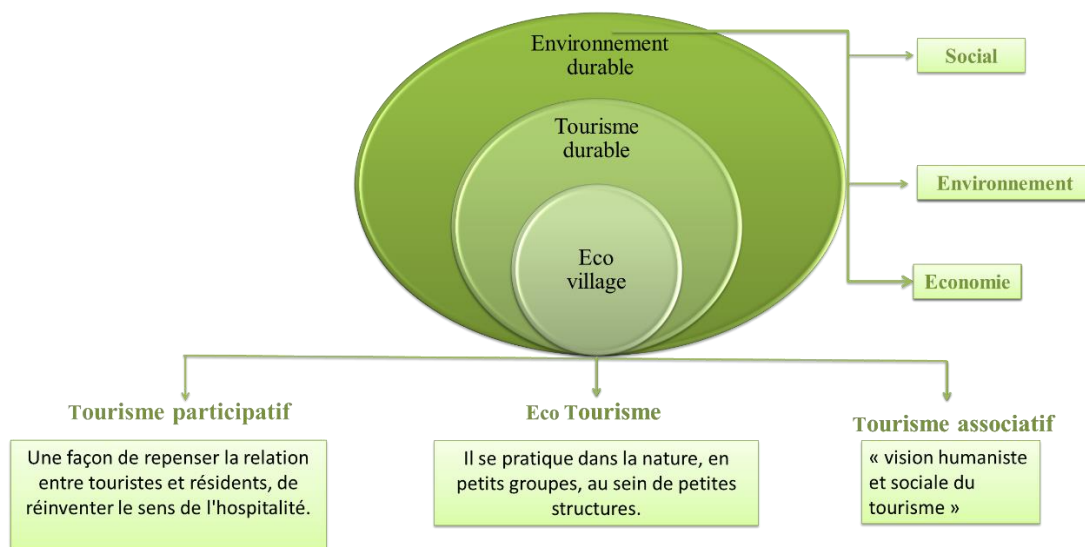 Environnement
durable
Tourisme
durable
Eco
village
Social
Environnement
Economie
Tourisme participatif
Une façon de repenser la relation
entre touristes et résidents, de
réinventer le sens de l'hospitalité.
Eco Tourisme
Il se pratique dans la nature, en
petits groupes, au sein de petites
structures.
Tourisme associatif
« vision humaniste
et sociale du
tourisme »